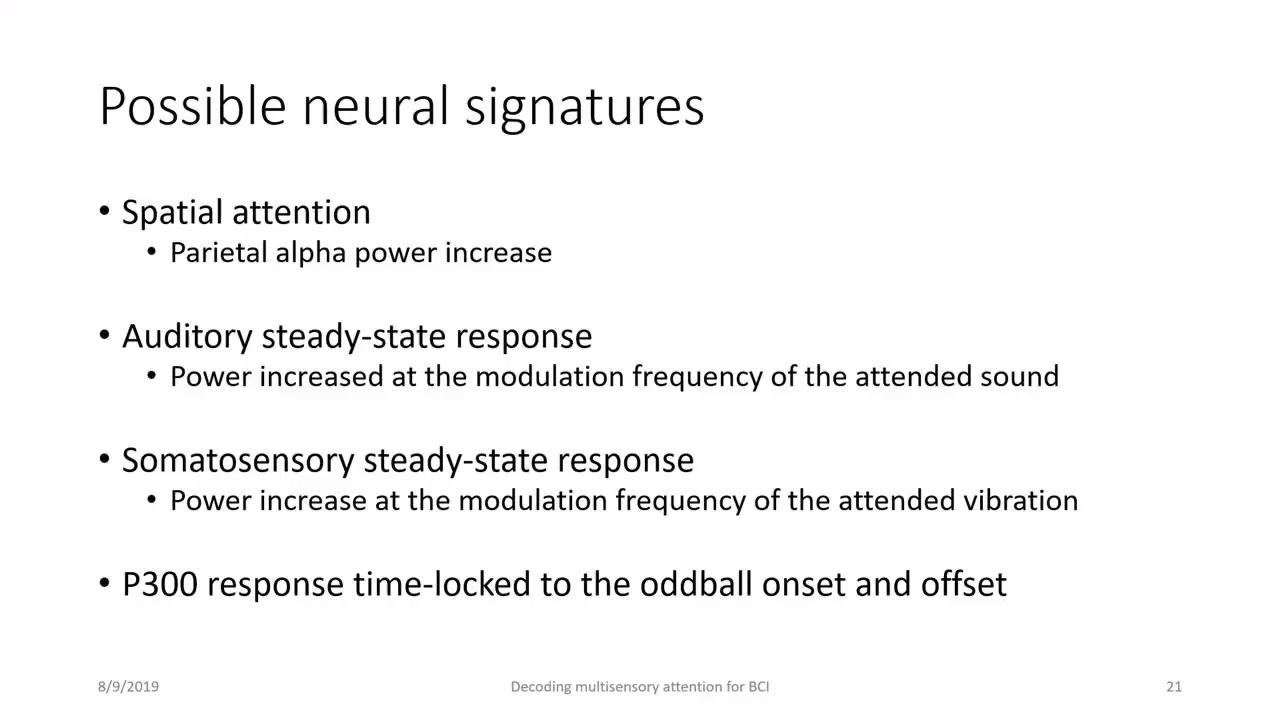 Possible neural signatures
• Spatial attention
• Parietal alpha power increase
• Auditory steady-state response
• Power increased at the modulation frequency of the attended sound
• Somatosensory steady-state response
• Power increase at the modulation frequency of the attended vibration
• P300 response time-locked to the oddball onset and offset
8/9/2019
Decoding multisensory attention for BCI
21